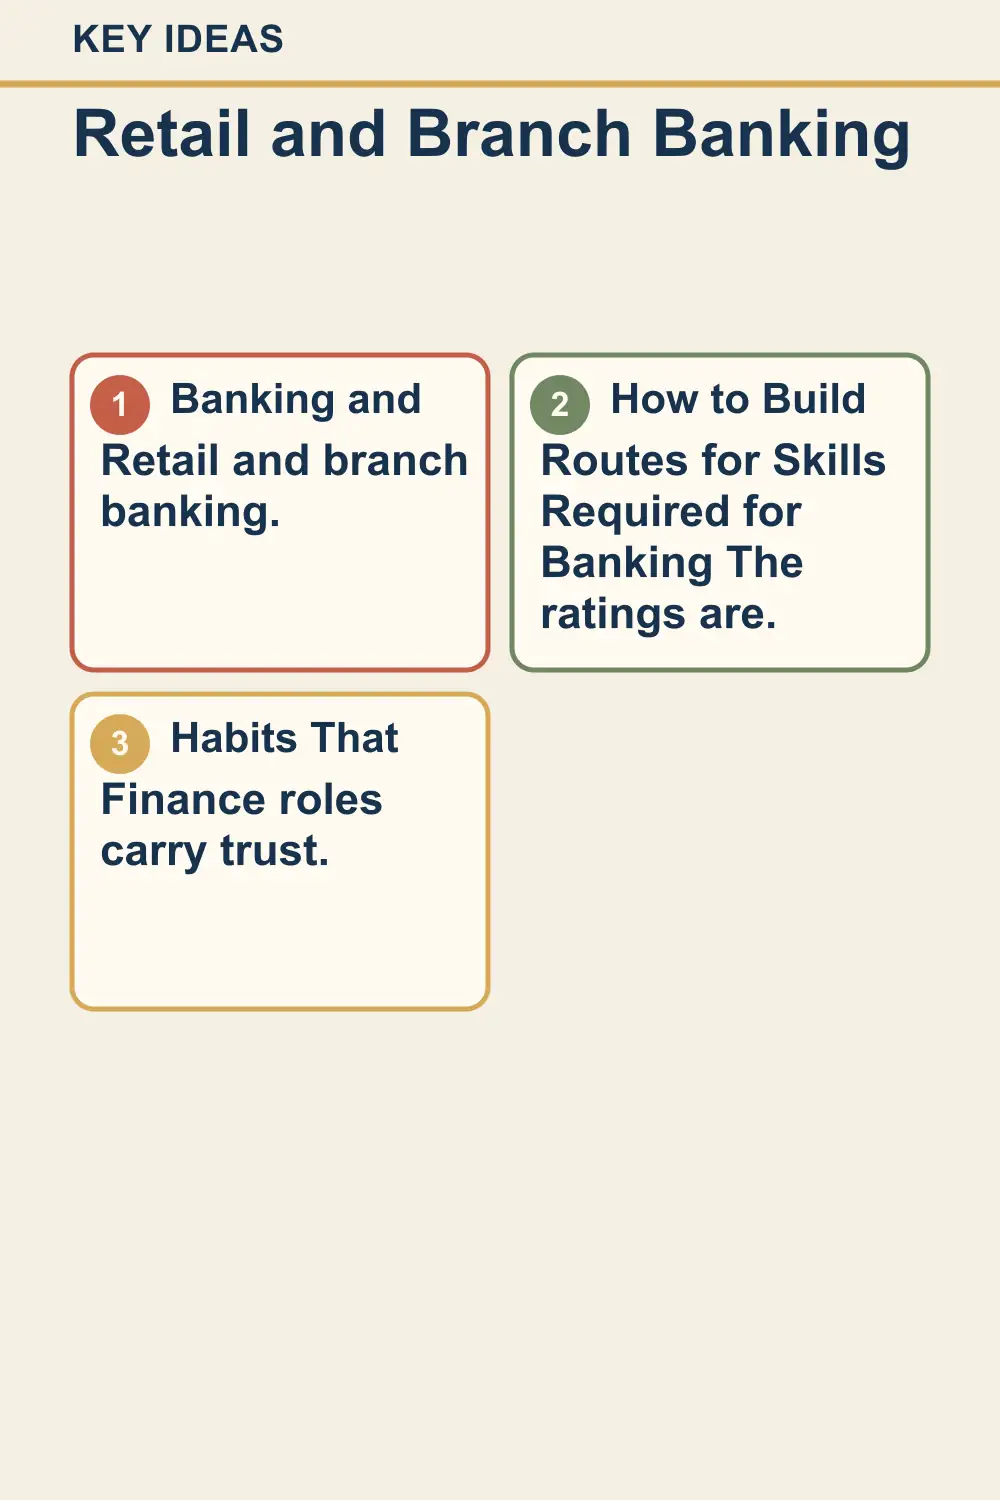 KEY IDEAS
Retail and Branch Banking
1 Banking and
Retail and branch
banking.
2 How to Build
Routes for Skills
Required for
Banking The
ratings are.
3 Habits That
Finance roles
carry trust.